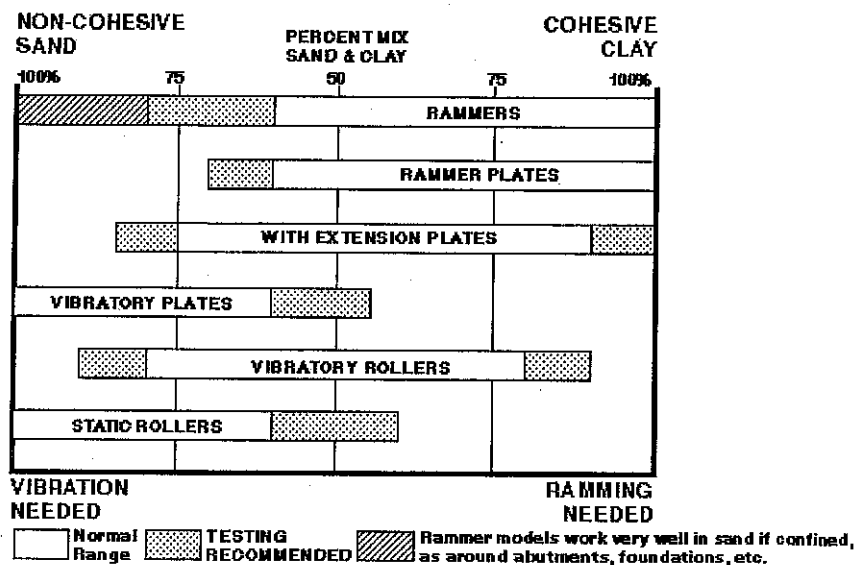 NON-COHESIVE
SAND
PERCENT MIX
SAND & CLAY
COHESIVE
CLAY
100% 75 50 75 100%
RAMMERS
RAMMER PLATES
WITH EXTENSION PLATES
VIBRATORY PLATES
VIBRATORY ROLLERS
STATIC ROLLERS
VIBRATION
NEEDED
RAMMING
NEEDED
Normal
Range
TESTING
RECOMMENDED
Rammer models work very well in sand if confined,
as around abutments, foundations, etc.